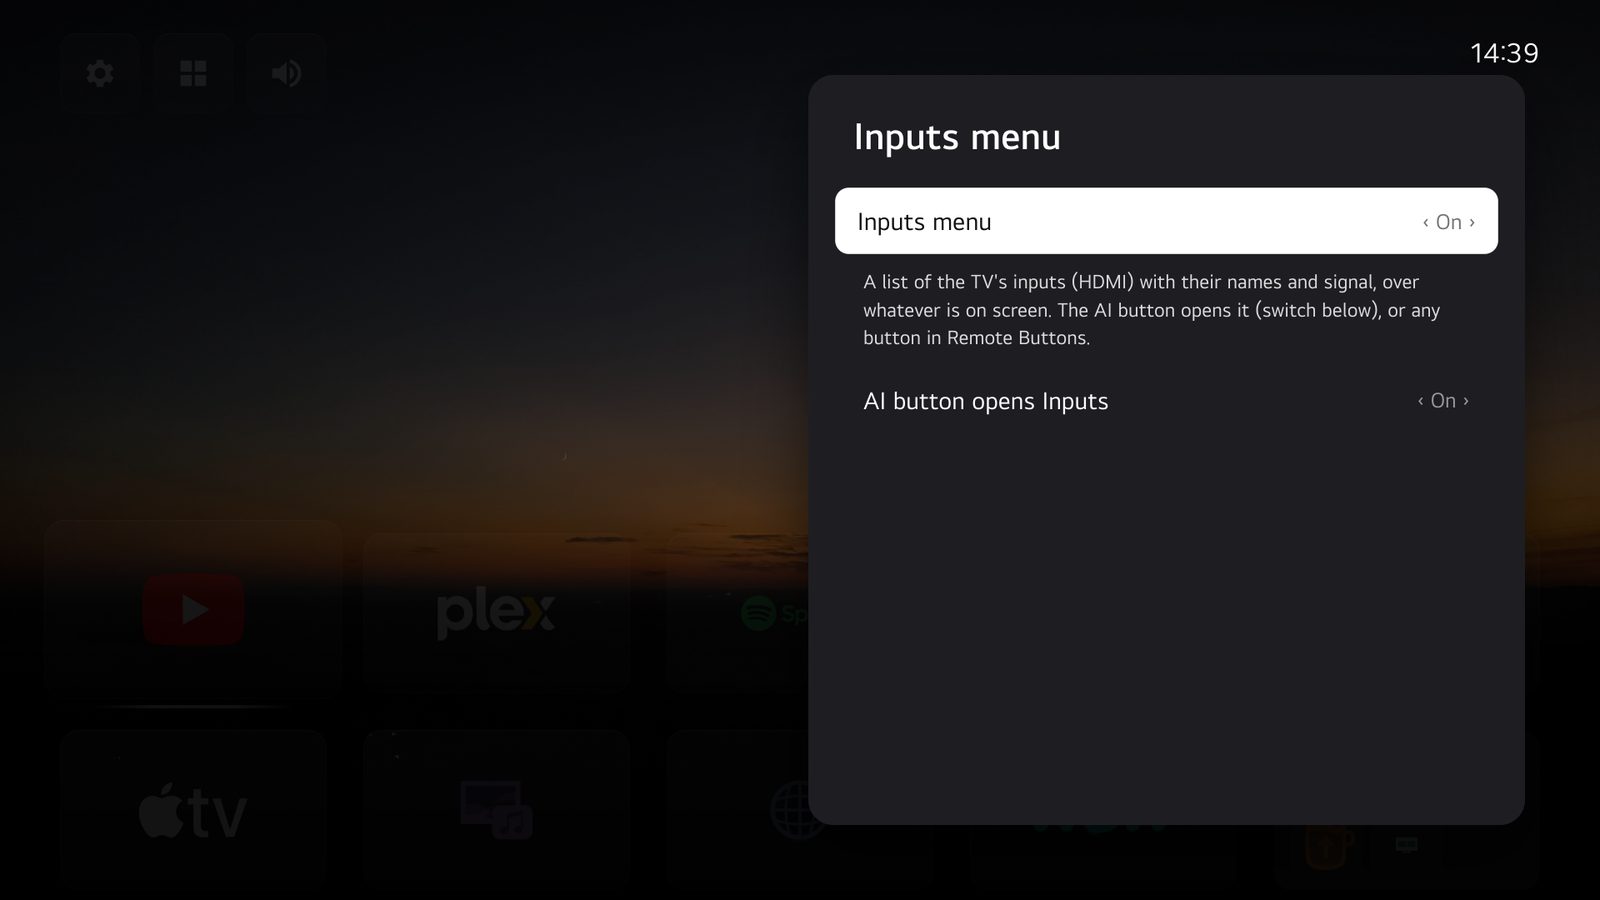 14:39
Inputs menu
Inputs menu ‹ On ›
A list of the TV's inputs (HDMI) with their names and signal, over
whatever is on screen. The AI button opens it (switch below), or any
button in Remote Buttons.
AI button opens Inputs ‹ On ›
plex
Sp
tv